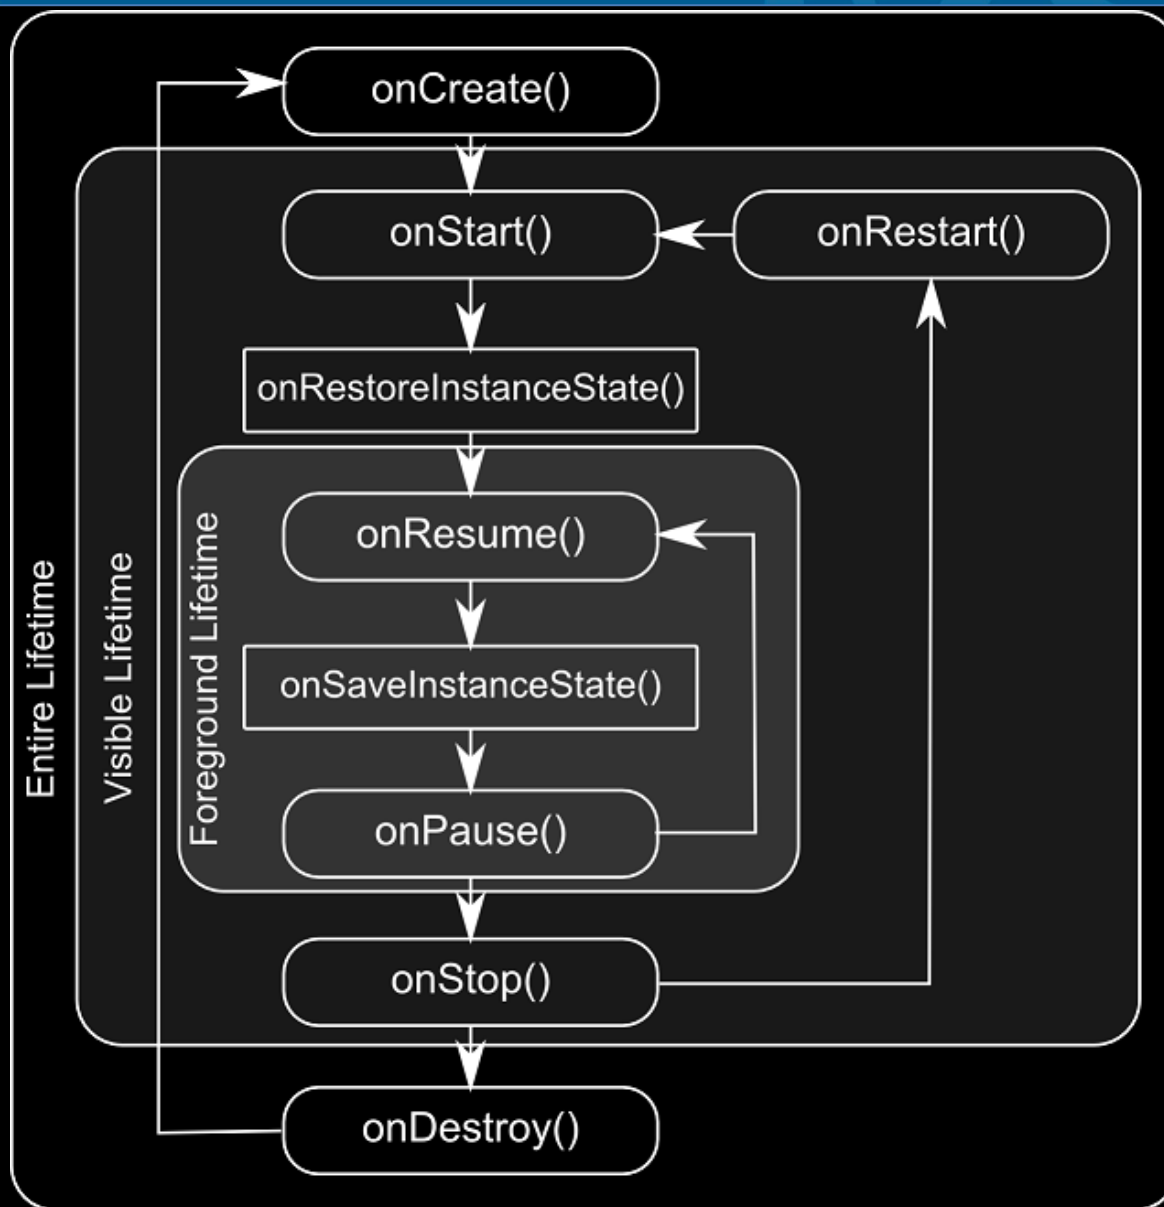 onCreate()
onStart()
onRestart()
onRestoreInstanceState()
onResume()
onSaveInstanceState()
onPause()
onStop()
onDestroy()
Entire Lifetime
Visible Lifetime
Foreground Lifetime